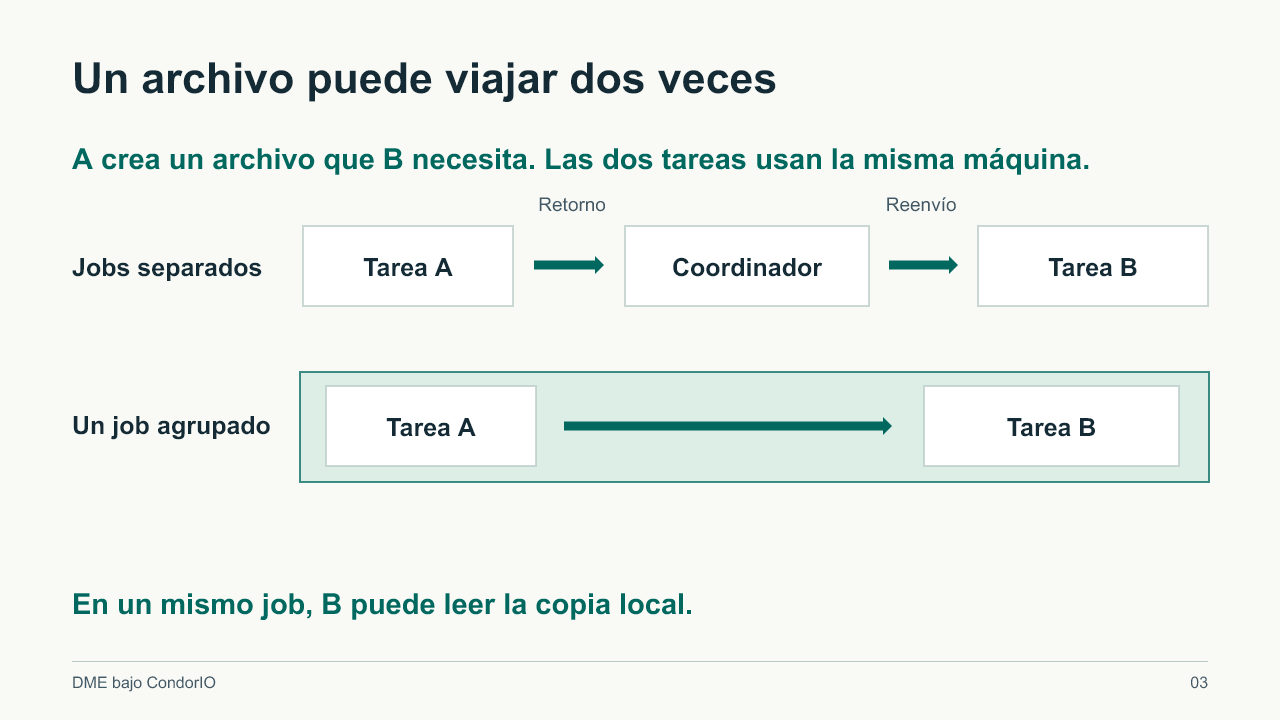 Un archivo puede viajar dos veces
A crea un archivo que B necesita. Las dos tareas usan la misma máquina.
Retorno
Reenvío
Jobs separados
Tarea A
Coordinador
Tarea B
Un job agrupado
Tarea A
Tarea B
En un mismo job, B puede leer la copia local.
DME bajo CondorIO
03